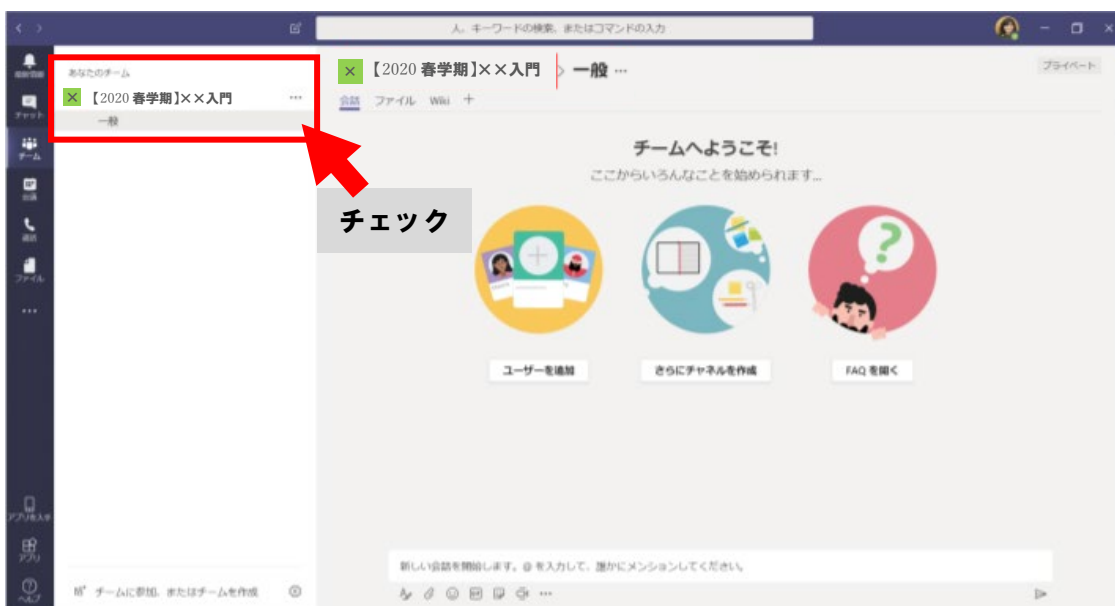 人、キーワードの検索、またはコマンドの入力
最新情報
チャット
チーム
会議
通話
ファイル
アプリ
ヘルプ
あなたのチーム
× 【2020 春学期】××入門 ...
一般
チームに参加、またはチームを作成
チェック
× 【2020 春学期】××入門 > 一般 ...
プライベート
会話 ファイル Wiki +
チームへようこそ!
ここからいろんなことを始められます...
ユーザーを追加 さらにチャネルを作成 FAQ を開く
新しい会話を開始します。@ を入力して、誰かにメンションしてください。